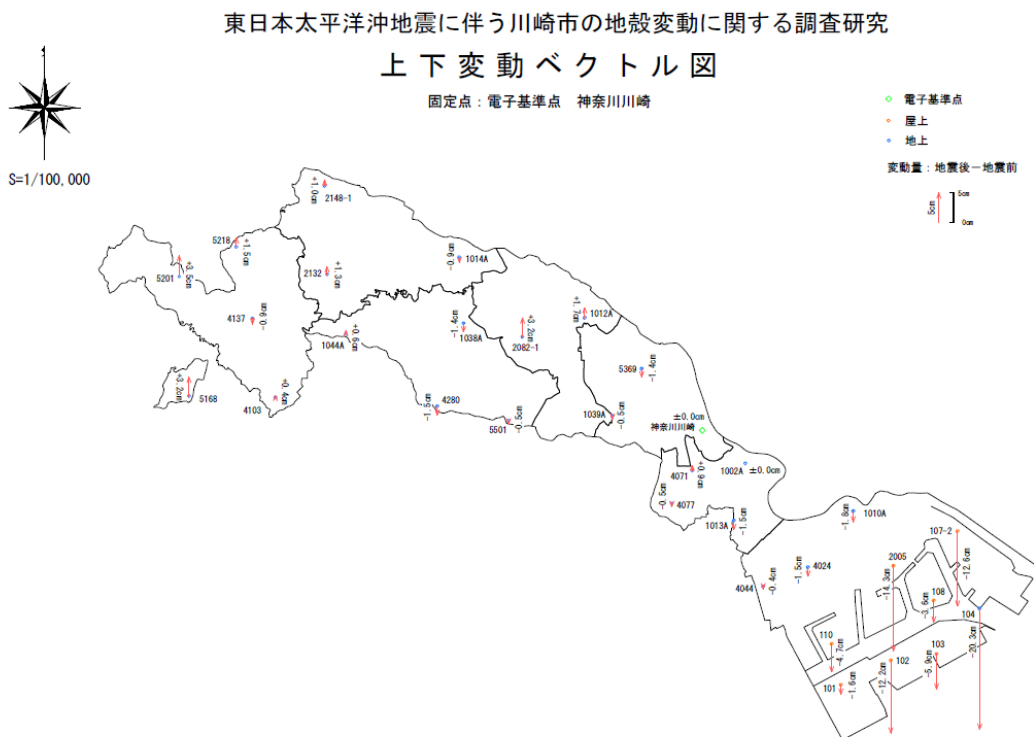 東日本太平洋沖地震に伴う川崎市の地殻変動に関する調査研究
上下変動ベクトル図
固定点：電子基準点 神奈川川崎
S=1/100,000
電子基準点
屋上
地上
変動量：地震後－地震前
5cm
5cm
0cm
+1.0cm
2148-1
5218
+1.5cm
5201
+3.5cm
2132
+1.3cm
-0.9cm
1014A
4137
-0.6cm
1044A
+0.6cm
-1.4cm
1038A
+3.2cm
2082-1
+1.7cm
1012A
5369
-1.4cm
+3.2cm
5168
4103
+0.4cm
-1.5cm
4280
5501
-0.5cm
1039A
-0.5cm
±0.0cm
神奈川川崎
1002A
±0.0cm
4071
+0.9cm
-0.5cm
4077
1013A
-1.5cm
-1.8cm
1010A
107-2
-12.6cm
-1.5cm
4024
2005
-14.3cm
4044
-0.4cm
108
-3.6cm
104
-20.3cm
110
-4.7cm
103
-5.9cm
102
-12.2cm
101
-1.6cm